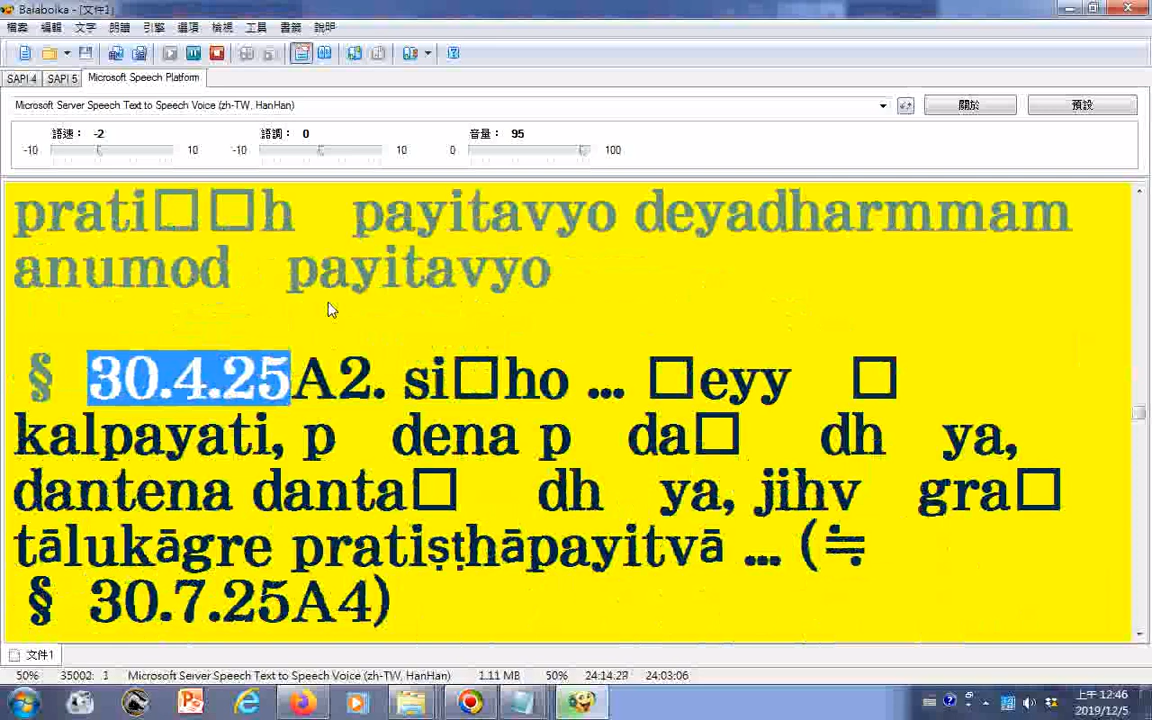 Balabolka - [文件1]
檔案 編輯 文字 朗讀 引擎 選項 檢視 工具 書籤 說明
SAPI 4 SAPI 5 Microsoft Speech Platform
Microsoft Server Speech Text to Speech Voice (zh-TW, HanHan) 關於 預設
語速： -2 語調： 0 音量： 95
-10 10 -10 10 0 100
prati□□h payitavyo deyadharmmam
anumod payitavyo
§ 30.4.25A2. si□ho ... □eyy □
kalpayati, p dena p da□ dh ya,
dantena danta□ dh ya, jihv gra□
tālukāgre pratiṣṭhāpayitvā ... (≒
§ 30.7.25A4)
文件1
50% 35002: 1 Microsoft Server Speech Text to Speech Voice (zh-TW, HanHan) 1.11 MB 50% 24:14:27 24:03:06
上午 12:46
2019/12/5